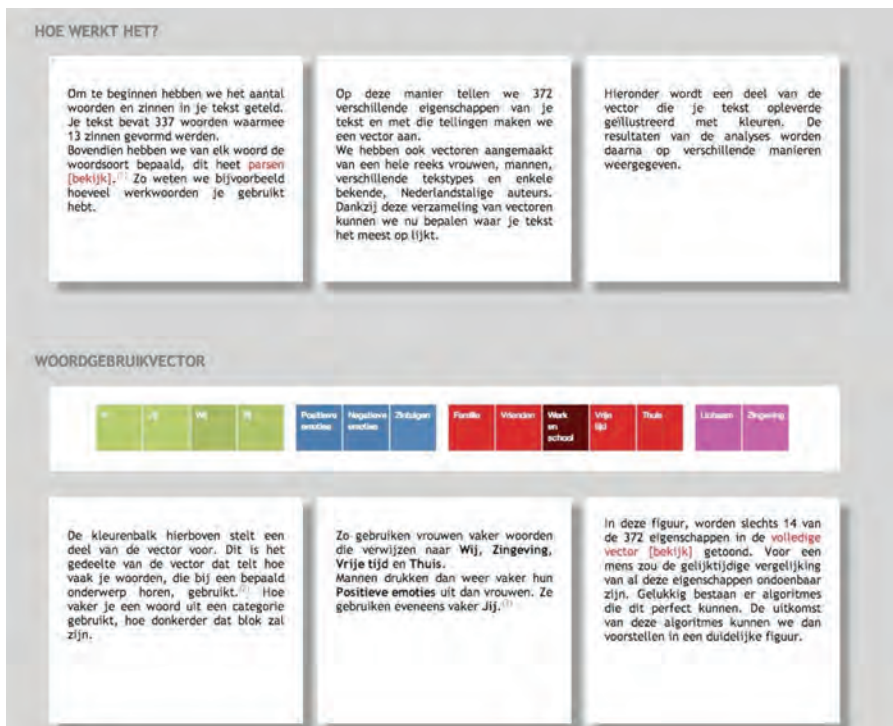 HOE WERKT HET?
Om te beginnen hebben we het aantal
woorden en zinnen in je tekst geteld.
Je tekst bevat 337 woorden waarmee
13 zinnen gevormd werden.
Bovendien hebben we van elk woord de
woordsoort bepaald, dit heet parsen
[bekijk].[1] Zo weten we bijvoorbeeld
hoeveel werkwoorden je gebruikt
hebt.
Op deze manier tellen we 372
verschillende eigenschappen van je
tekst en met die tellingen maken we
een vector aan.
We hebben ook vectoren aangemaakt
van een hele reeks vrouwen, mannen,
verschillende tekstypes en enkele
bekende, Nederlandstalige auteurs.
Dankzij deze verzameling van vectoren
kunnen we nu bepalen waar je tekst
het meest op lijkt.
Hieronder wordt een deel van de
vector die je tekst opleverde
geïllustreerd met kleuren. De
resultaten van de analyses worden
daarna op verschillende manieren
weergegeven.
WOORDGEBRUIKVECTOR
Jij
Wij
Positieve
emoties
Negatieve
emoties
Zintuigen
Familie
Vrienden
Werk
en
school
Vrije
tijd
Thuis
Lichaam
Zingeving
De kleurenbalk hierboven stelt een
deel van de vector voor. Dit is het
gedeelte van de vector dat telt hoe
vaak je woorden, die bij een bepaald
onderwerp horen, gebruikt.[2] Hoe
vaker je een woord uit een categorie
gebruikt, hoe donkerder dat blok zal
zijn.
Zo gebruiken vrouwen vaker woorden
die verwijzen naar Wij, Zingeving,
Vrije tijd en Thuis.
Mannen drukken dan weer vaker hun
Positieve emoties uit dan vrouwen. Ze
gebruiken eveneens vaker Jij.[3]
In deze figuur, worden slechts 14 van
de 372 eigenschappen in de volledige
vector [bekijk] getoond. Voor een
mens zou de gelijktijdige vergelijking
van al deze eigenschappen ondoenbaar
zijn. Gelukkig bestaan er algoritmes
die dit perfect kunnen. De uitkomst
van deze algoritmes kunnen we dan
voorstellen in een duidelijke figuur.